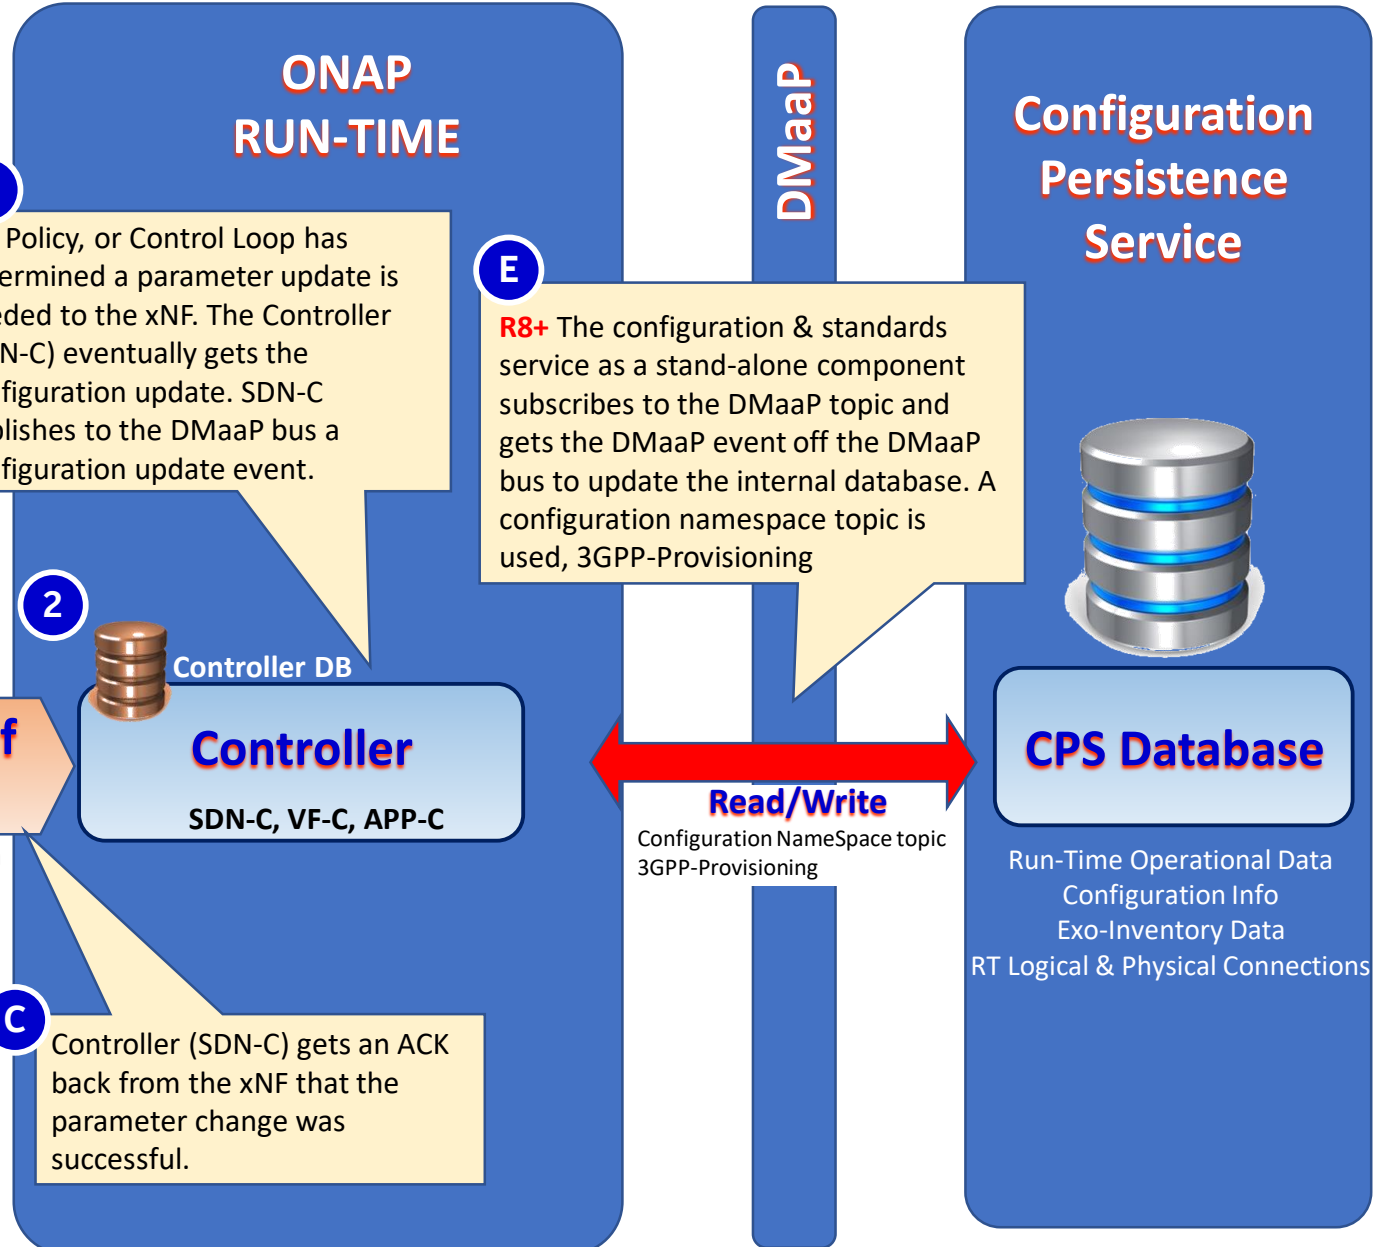 ONAP
RUN-TIME
DMaaP
Configuration
Persistence
Service
Policy, or Control Loop has
ermined a parameter update is
ded to the xNF. The Controller
N-C) eventually gets the
figuration update. SDN-C
lishes to the DMaaP bus a
figuration update event.
E
R8+ The configuration & standards
service as a stand-alone component
subscribes to the DMaaP topic and
gets the DMaaP event off the DMaaP
bus to update the internal database. A
configuration namespace topic is
used, 3GPP-Provisioning
2
Controller DB
f
Controller
SDN-C, VF-C, APP-C
Read/Write
Configuration NameSpace topic
3GPP-Provisioning
CPS Database
Run-Time Operational Data
Configuration Info
Exo-Inventory Data
RT Logical & Physical Connections
C
Controller (SDN-C) gets an ACK
back from the xNF that the
parameter change was
successful.